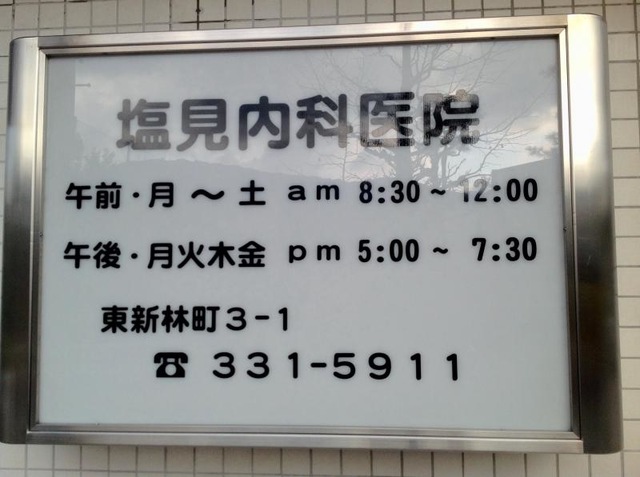 塩見内科医院
午前・月 ～ 土 am 8:30～12:00
午後・月火木金 pm 5:00～ 7:30
東新林町3-1
☎ 331-5911